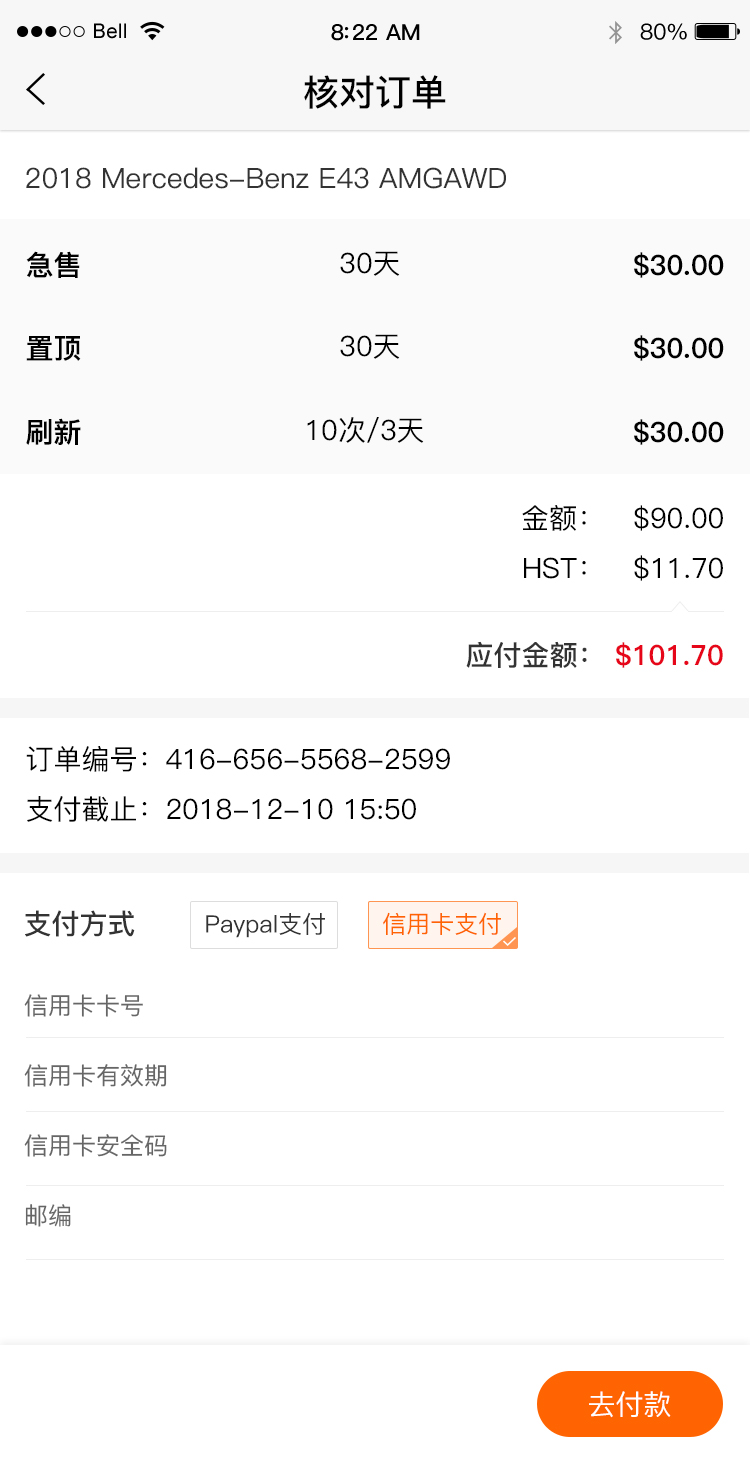 Bell 8:22 AM 80%
核对订单
2018 Mercedes-Benz E43 AMGAWD
急售 30天 $30.00
置顶 30天 $30.00
刷新 10次/3天 $30.00
金额： $90.00
HST： $11.70
应付金额： $101.70
订单编号：416-656-5568-2599
支付截止：2018-12-10 15:50
支付方式 Paypal支付 信用卡支付
信用卡卡号
信用卡有效期
信用卡安全码
邮编
去付款